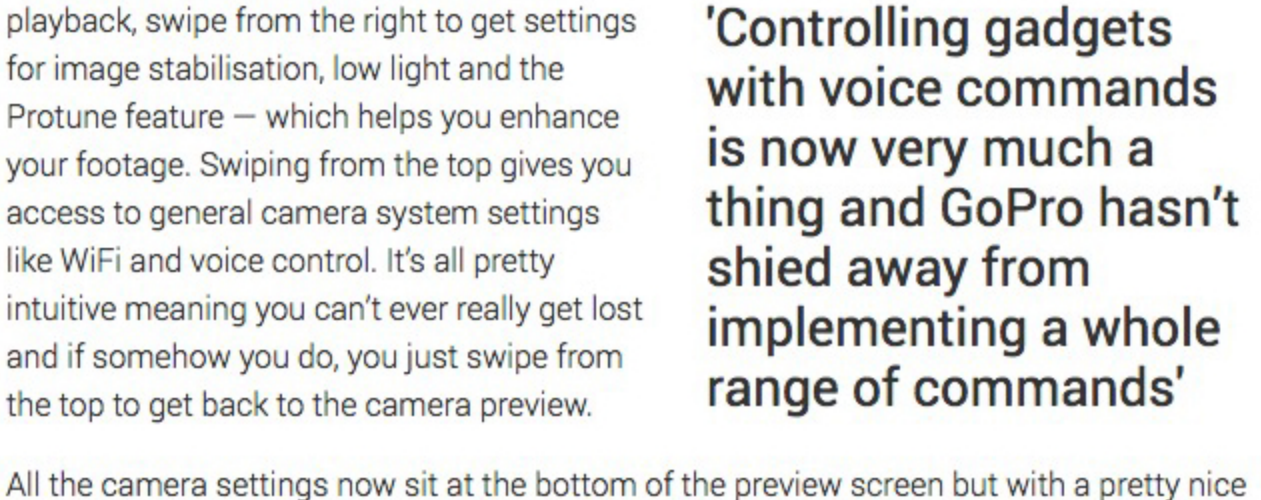 playback, swipe from the right to get settings
for image stabilisation, low light and the
Protune feature — which helps you enhance
your footage. Swiping from the top gives you
access to general camera system settings
like WiFi and voice control. It’s all pretty
intuitive meaning you can’t ever really get lost
and if somehow you do, you just swipe from
the top to get back to the camera preview.
'Controlling gadgets
with voice commands
is now very much a
thing and GoPro hasn’t
shied away from
implementing a whole
range of commands'
All the camera settings now sit at the bottom of the preview screen but with a pretty nice